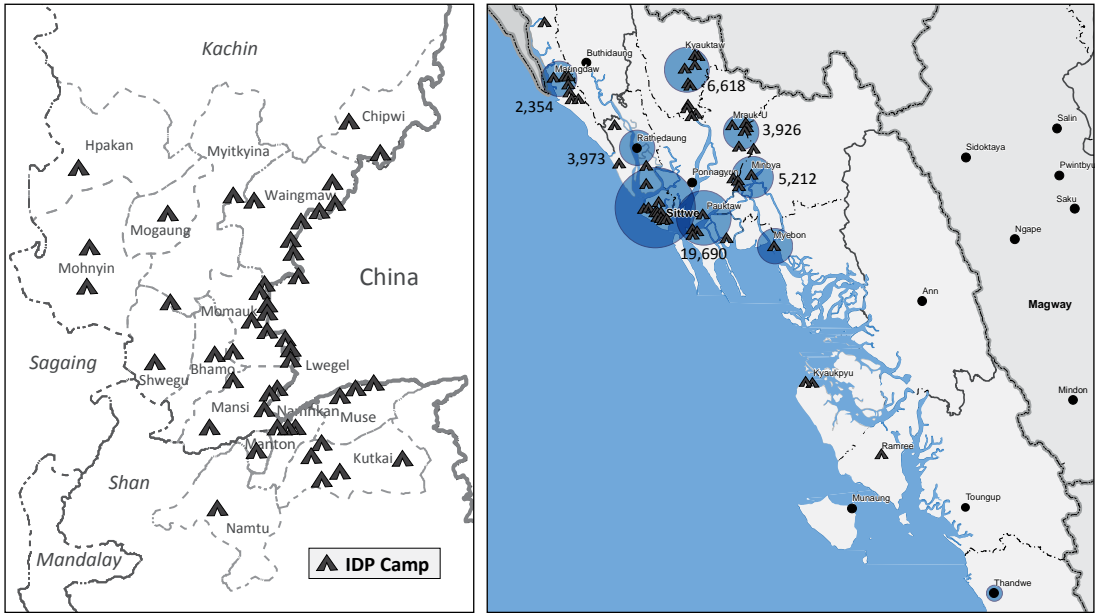 Kachin
Chipwi
Hpakan
Myitkyina
Waingmaw
Mogaung
Mohnyin
China
Momauk
Sagaing
Lwegel
Bhamo
Shwegu
Mansi
Namhkan
Muse
Manton
Kutkai
Shan
Namtu
Mandalay
IDP Camp
Kyauktaw
Buthidaung
Maungdaw
6,618
2,354
Mrauk-U
3,926
Salin
Rathedaung
Sidoktaya
3,973
Minbya
Pwintbyu
Ponnagyun
5,212
Saku
Sittwe
Pauktaw
Myebon
Ngape
19,690
Ann
Magway
Kyaukpyu
Mindon
Ramree
Munaung
Toungup
Thandwe